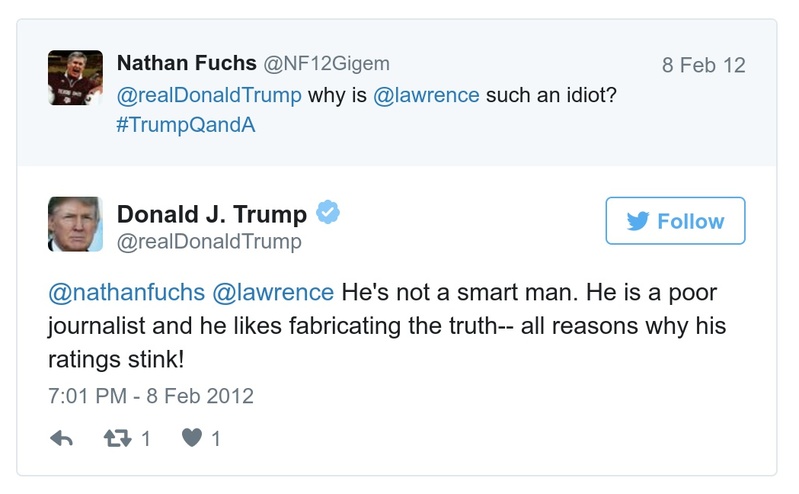 Nathan Fuchs @NF12Gigem 8 Feb 12
@realDonaldTrump why is @lawrence such an idiot?
#TrumpQandA
Donald J. Trump
@realDonaldTrump
Follow
@nathanfuchs @lawrence He's not a smart man. He is a poor
journalist and he likes fabricating the truth-- all reasons why his
ratings stink!
7:01 PM - 8 Feb 2012
1 1